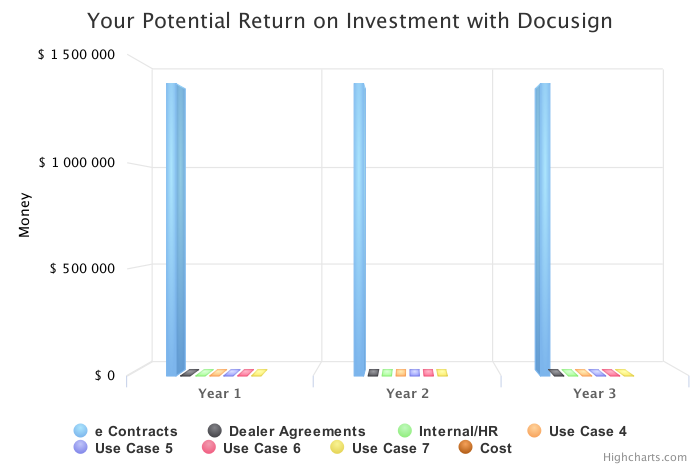 Your Potential Return on Investment with Docusign
$ 1 500 000
$ 1 000 000
$ 500 000
$ 0
Money
Year 1 Year 2 Year 3
e Contracts Dealer Agreements Internal/HR Use Case 4
Use Case 5 Use Case 6 Use Case 7 Cost
Highcharts.com